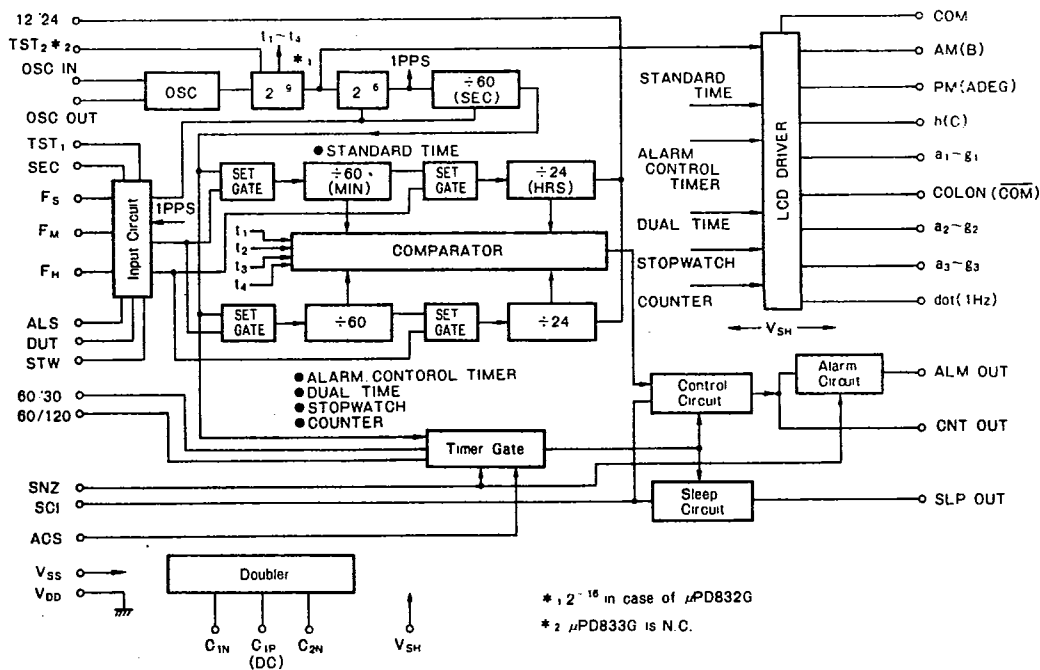 12 '24
TST2 *2
OSC IN
OSC OUT
TST1
SEC
FS
FM
FH
ALS
DUT
STW
60 '30
60/120
SNZ
SCI
ACS
VSS
VDD
OSC
2 9
t1~t4
*1
2 6
1PPS
÷60
(SEC)
Input Circuit
1PPS
● STANDARD TIME
SET
GATE
÷60
(MIN)
SET
GATE
÷24
(HRS)
t1
t2
t3
t4
COMPARATOR
SET
GATE
÷60
SET
GATE
÷24
● ALARM. CONTOROL TIMER
● DUAL TIME
● STOPWATCH
● COUNTER
Timer Gate
STANDARD
TIME
ALARM
CONTROL
TIMER
DUAL TIME
STOPWATCH
COUNTER
LCD DRIVER
VSH
COM
AM(B)
PM(ADEG)
h(C)
a1~g1
COLON(COM)
a2~g2
a3~g3
dot(1Hz)
Control
Circuit
Alarm
Circuit
Sleep
Circuit
ALM OUT
CNT OUT
SLP OUT
Doubler
C1N
C1P
(DC)
C2N
VSH
*1 2-16 in case of μPD832G
*2 μPD833G is N.C.